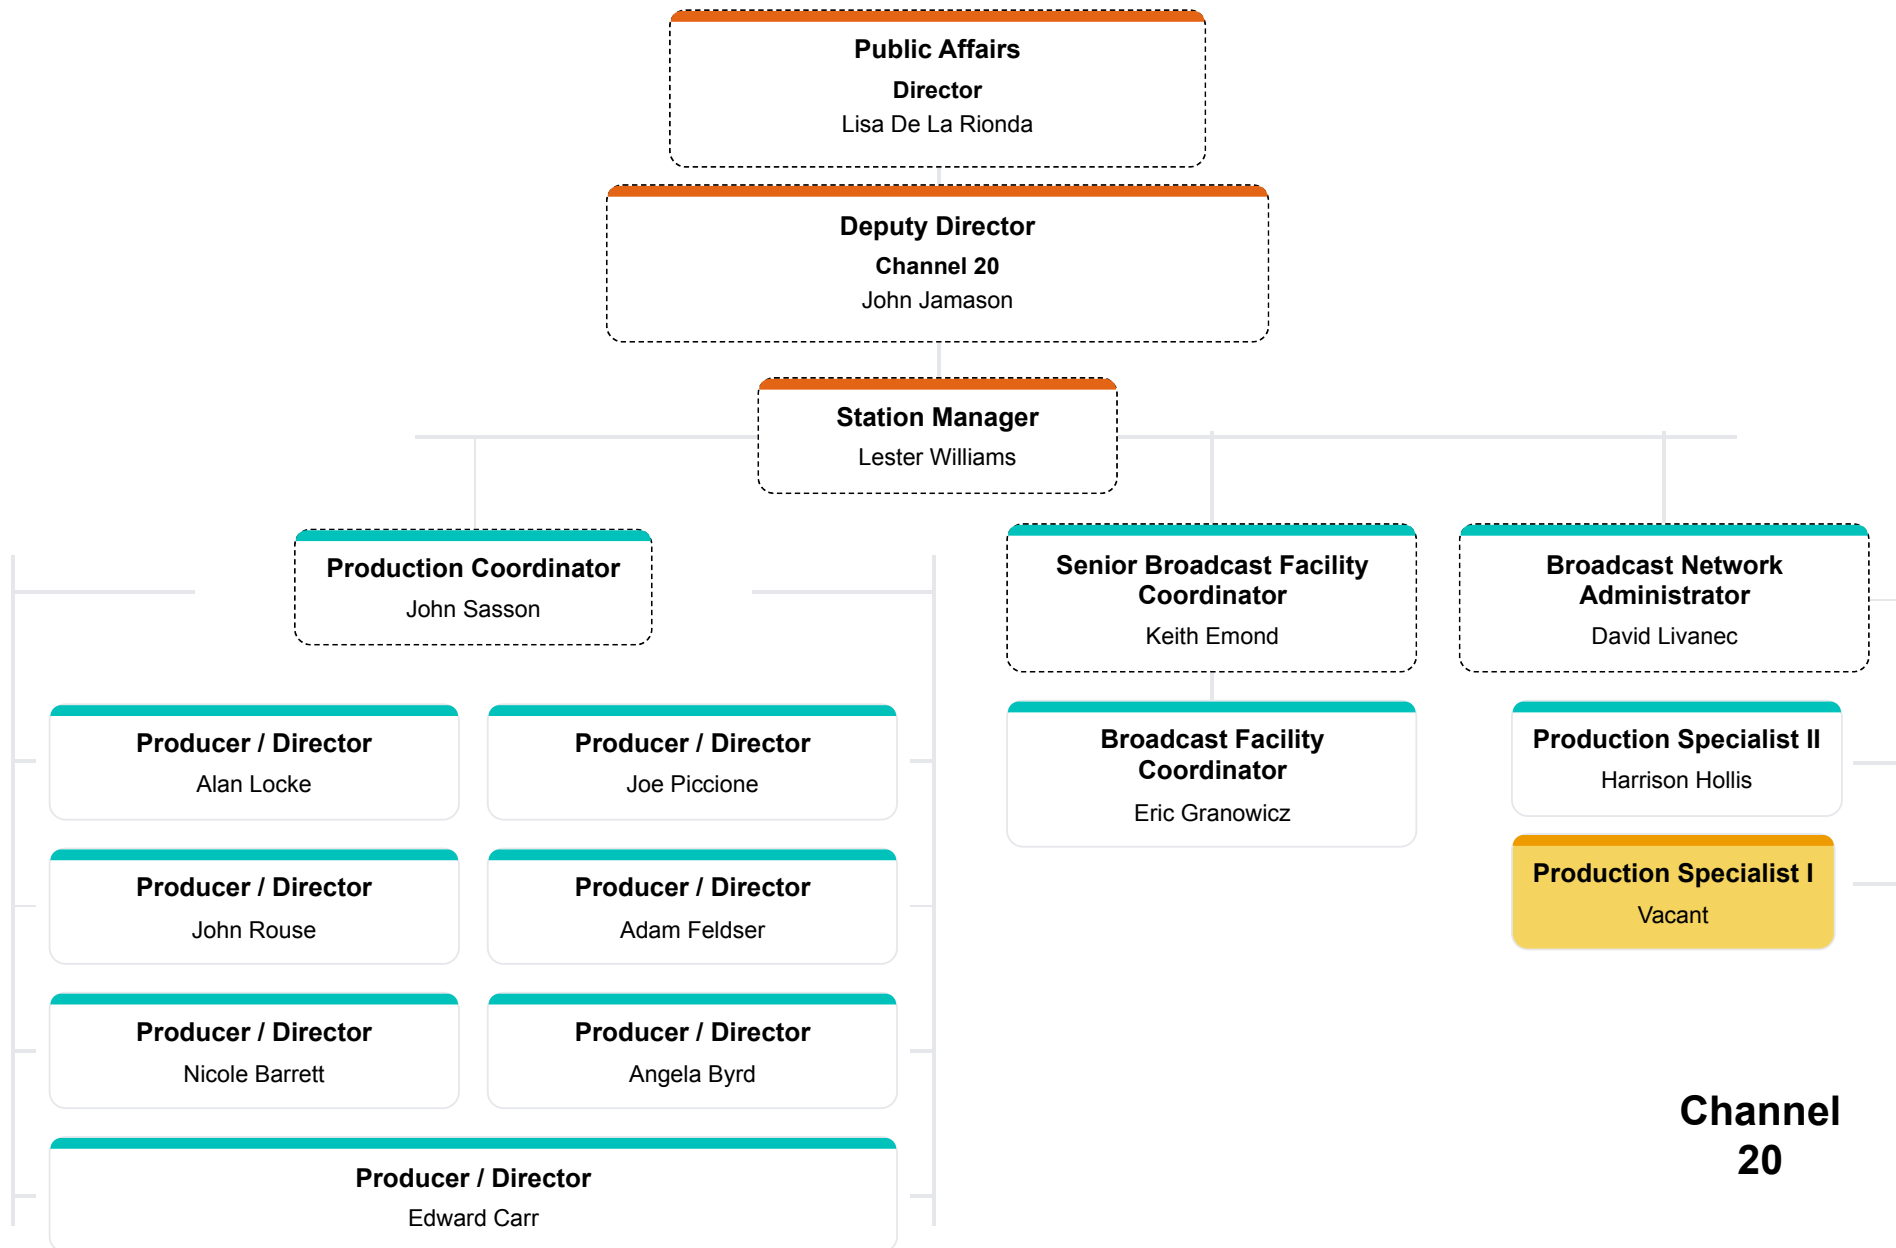 Public Affairs
Director
Lisa De La Rionda
Deputy Director
Channel 20
John Jamason
Station Manager
Lester Williams
Production Coordinator
John Sasson
Senior Broadcast Facility
Coordinator
Keith Emond
Broadcast Network
Administrator
David Livanec
Producer / Director
Alan Locke
Producer / Director
Joe Piccione
Broadcast Facility
Coordinator
Eric Granowicz
Production Specialist II
Harrison Hollis
Producer / Director
John Rouse
Producer / Director
Adam Feldser
Production Specialist I
Vacant
Producer / Director
Nicole Barrett
Producer / Director
Angela Byrd
Producer / Director
Edward Carr
Channel
20